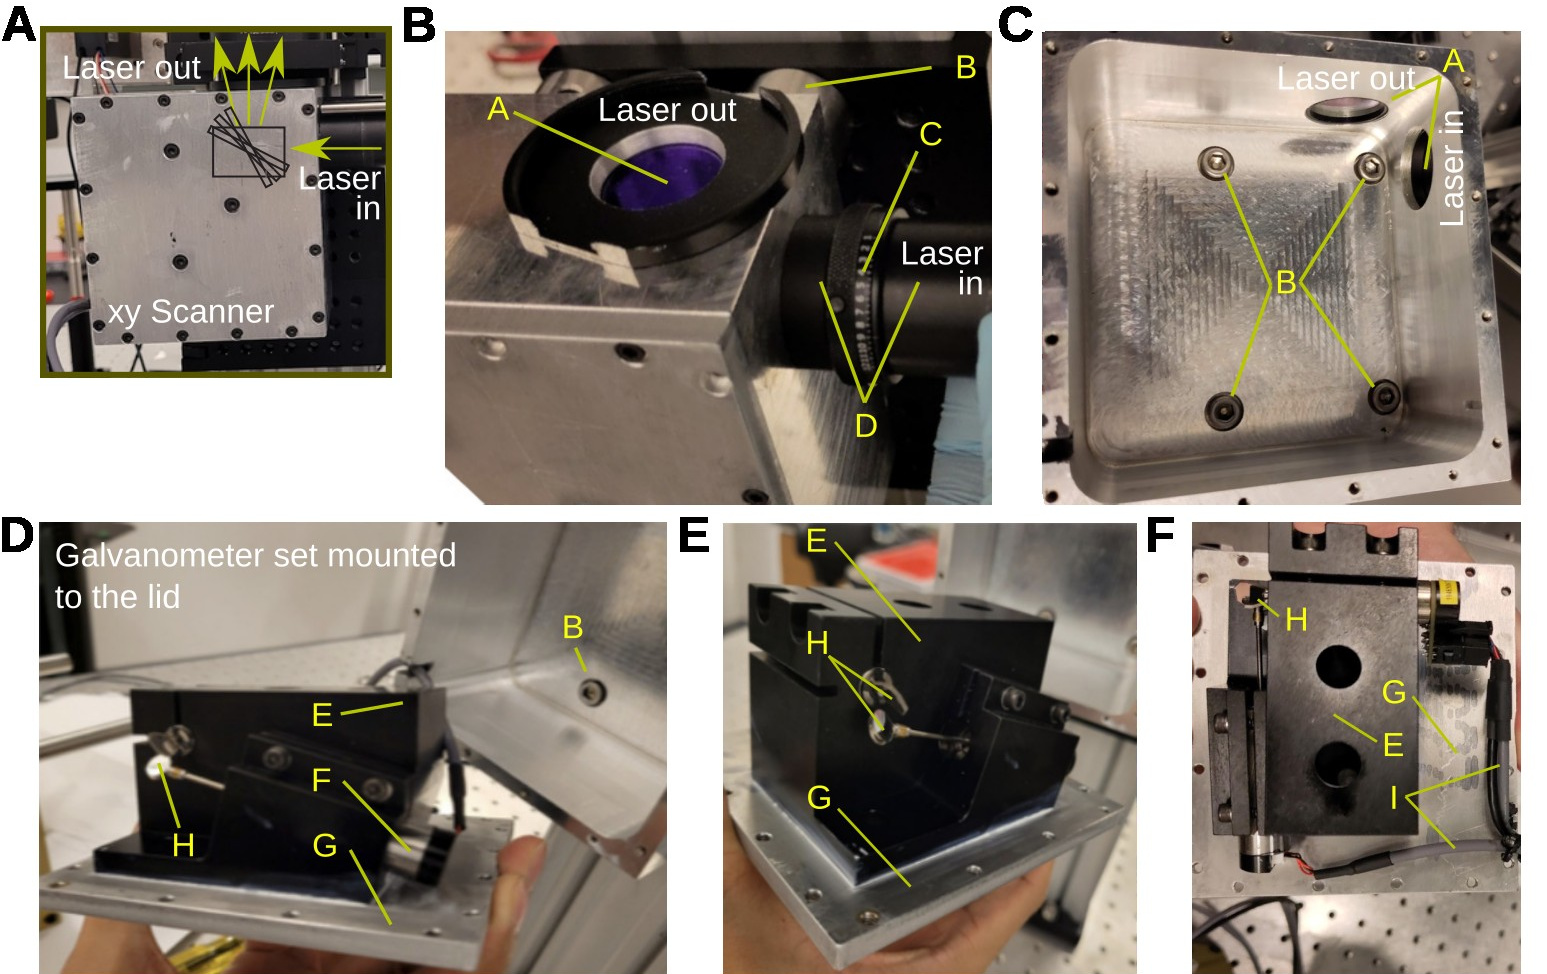 A
Laser out
Laser
in
xy Scanner
B
A
Laser out
B
C
Laser
in
D
C
A
Laser out
Laser in
B
D
Galvanometer set mounted
to the lid
B
E
F
G
H
E
E
H
G
F
H
G
E
I